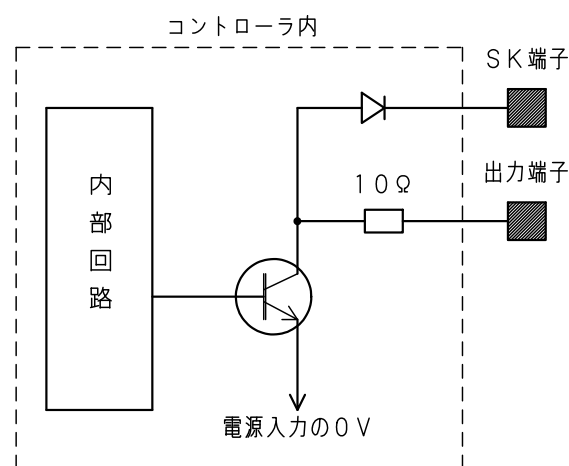 コントローラ内
ＳＫ端子
出力端子
１０Ω
内部回路
電源入力の０Ｖ